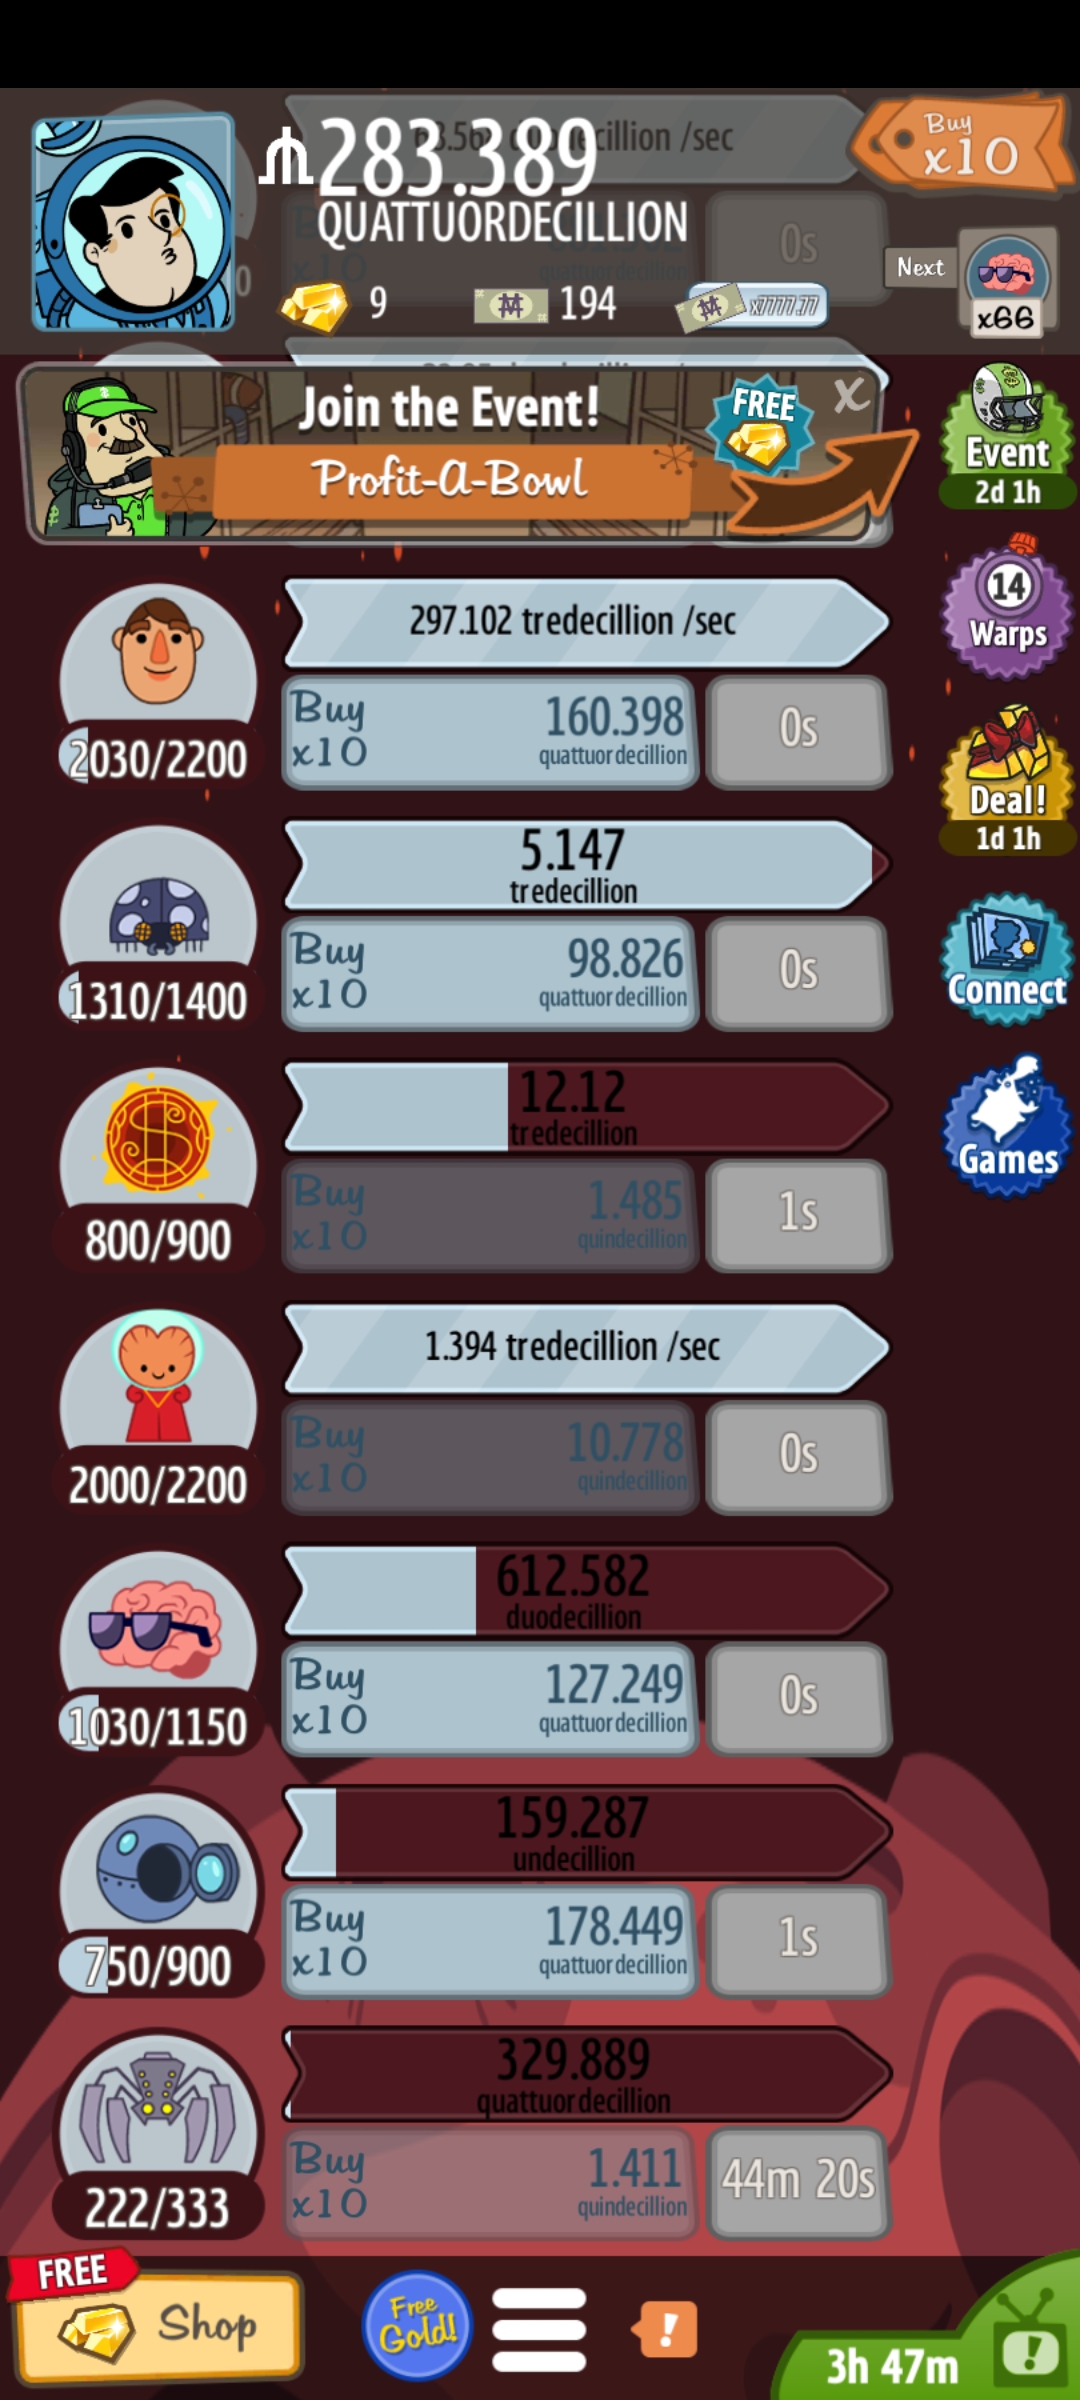 283.389
QUATTUORDECILLION
Buy
x10
9
194
x7777.77
Next
x66
0s
Join the Event!
Profit-A-Bowl
FREE
X
Event
2d 1h
14
Warps
Deal!
1d 1h
Connect
Games
297.102 tredecillion /sec
Buy
x10
160.398
quattuordecillion
0s
2030/2200
5.147
tredecillion
Buy
x10
98.826
quattuordecillion
0s
1310/1400
12.12
tredecillion
Buy
x10
1.485
quindecillion
1s
800/900
1.394 tredecillion /sec
Buy
x10
10.778
quindecillion
0s
2000/2200
612.582
duodecillion
Buy
x10
127.249
quattuordecillion
0s
1030/1150
159.287
undecillion
Buy
x10
178.449
quattuordecillion
1s
750/900
329.889
quattuordecillion
Buy
x10
1.411
quindecillion
44m 20s
222/333
FREE
Shop
Free
Gold!
!
3h 47m
!